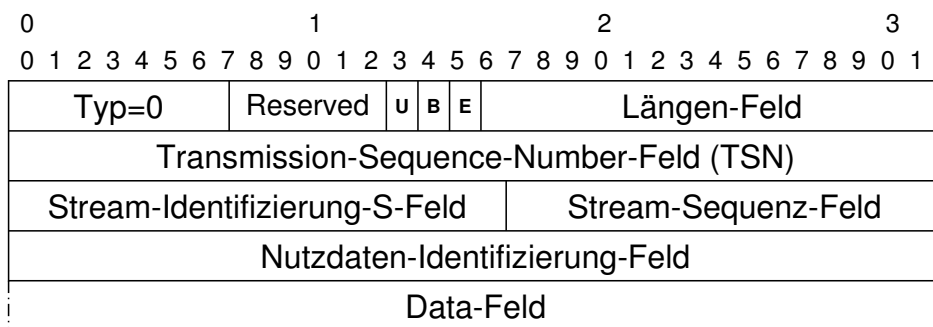 0 1 2 3
0 1 2 3 4 5 6 7 8 9 0 1 2 3 4 5 6 7 8 9 0 1 2 3 4 5 6 7 8 9 0 1
Typ=0 Reserved U B E Längen-Feld
Transmission-Sequence-Number-Feld (TSN)
Stream-Identifizierung-S-Feld Stream-Sequenz-Feld
Nutzdaten-Identifizierung-Feld
Data-Feld